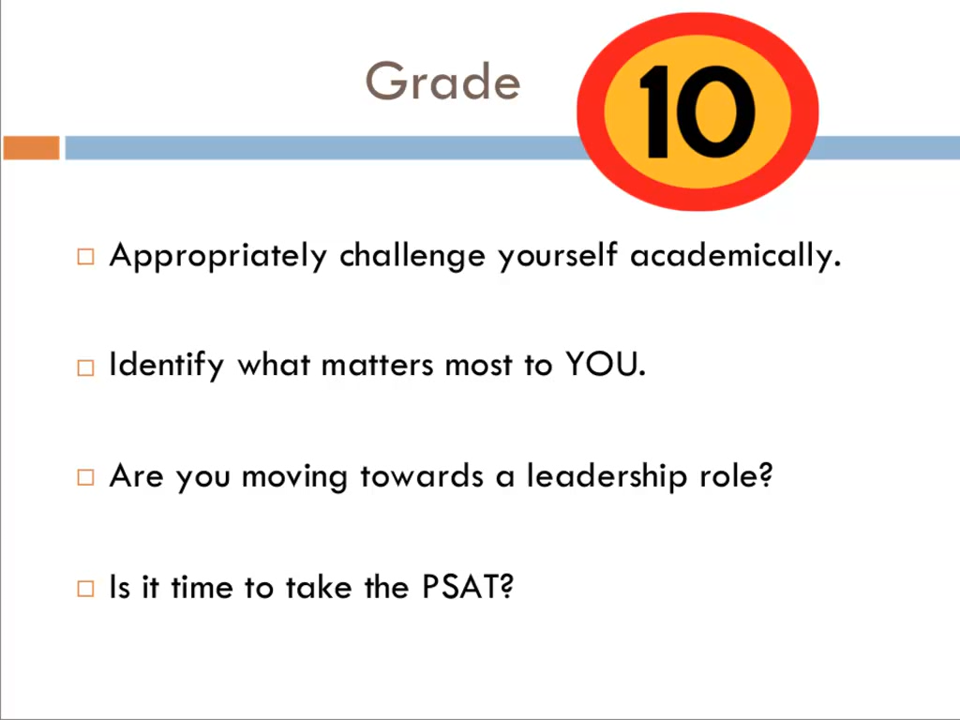 Grade 10
Appropriately challenge yourself academically.
Identify what matters most to YOU.
Are you moving towards a leadership role?
Is it time to take the PSAT?